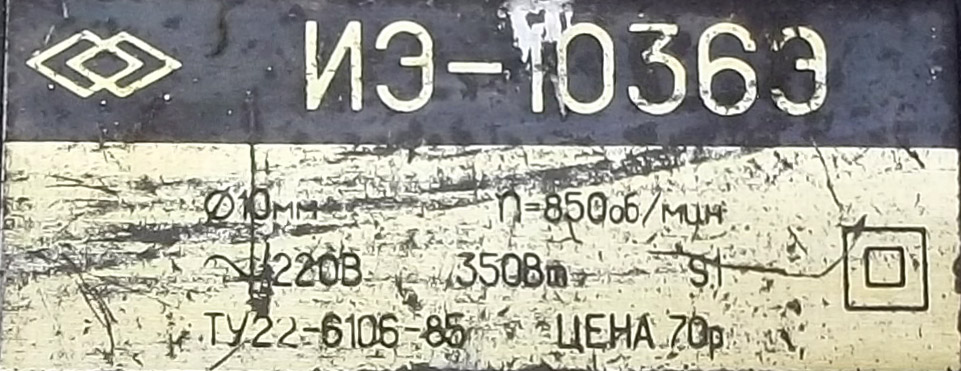 ИЭ-1036Э
Ø10мм n=850об/мин
~220В 350Вт S1
ТУ22-6106-85 ЦЕНА 70р